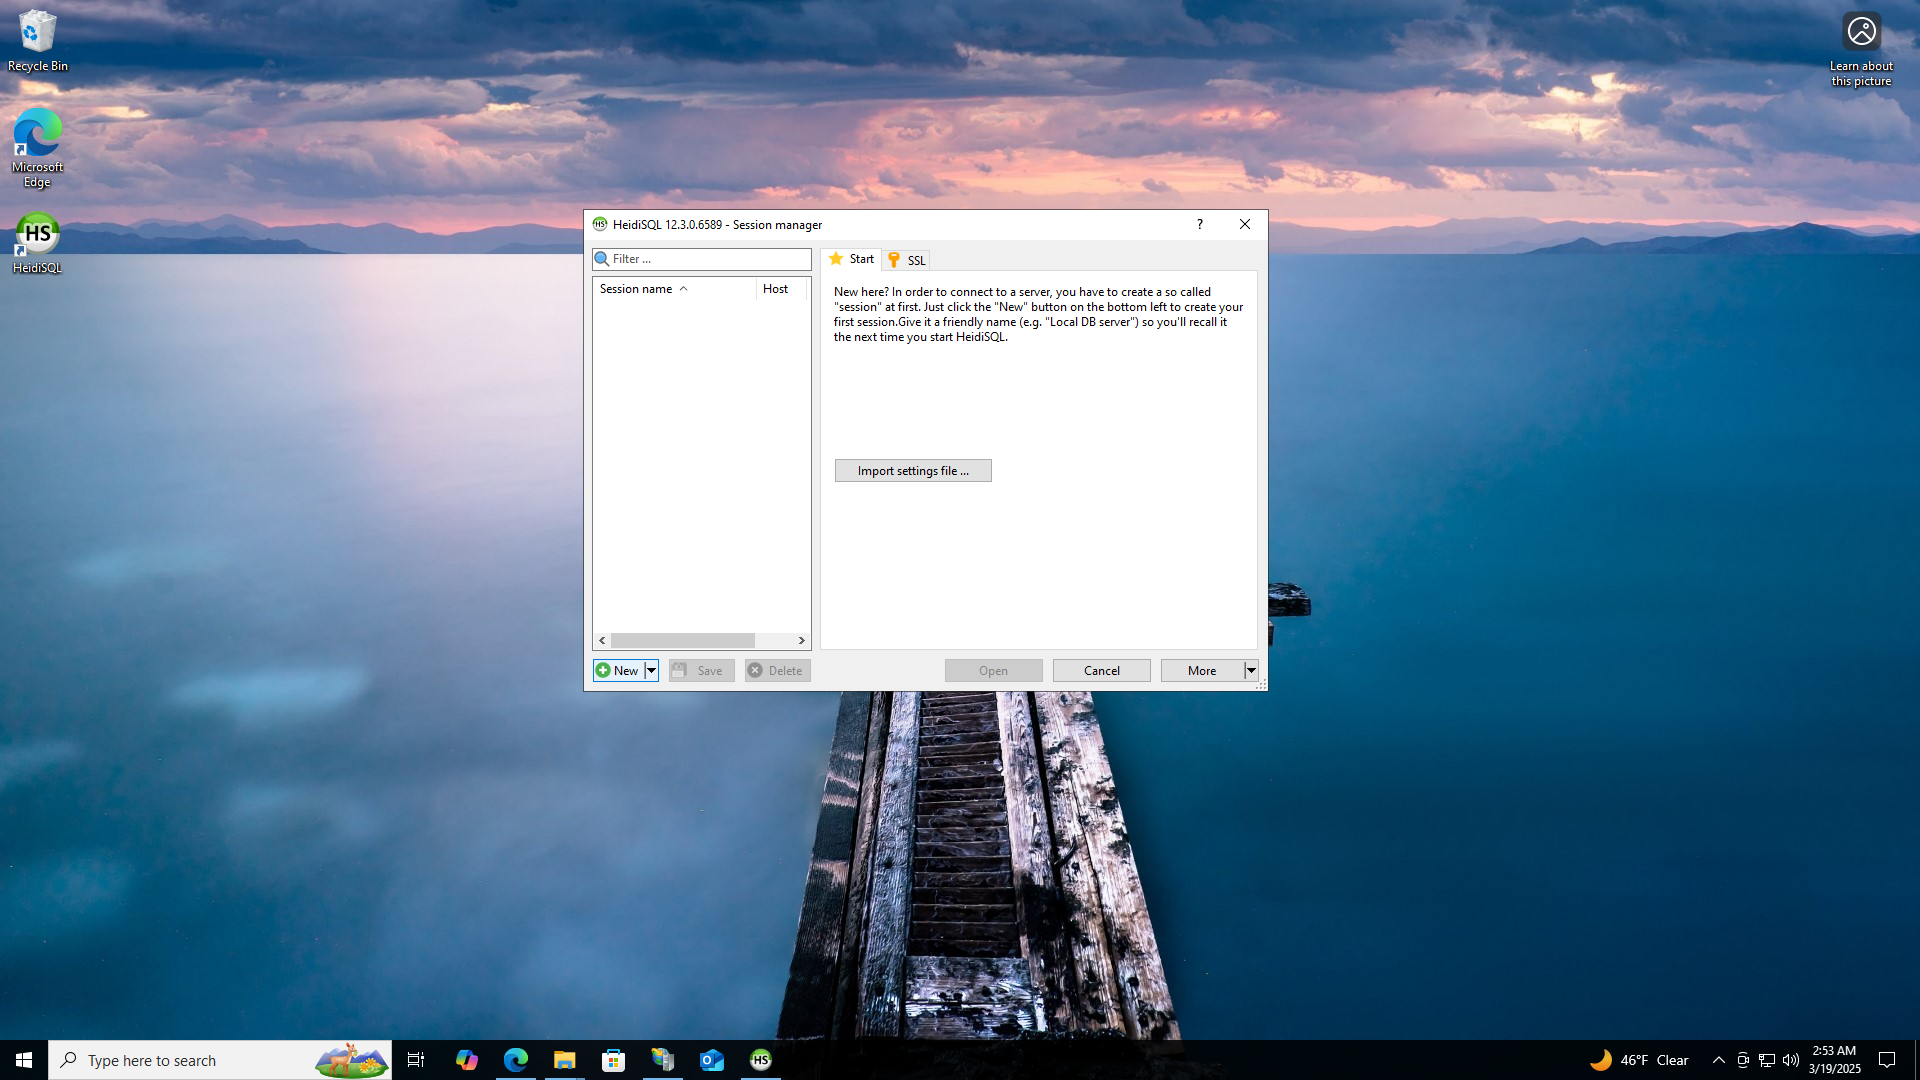 Recycle Bin
Microsoft
Edge
HS
HeidiSQL
Learn about
this picture
HS
HeidiSQL 12.3.0.6589 - Session manager
?
Filter ...
Session name
Host
Start
SSL
New here? In order to connect to a server, you have to create a so called
"session" at first. Just click the "New" button on the bottom left to create your
first session.Give it a friendly name (e.g. "Local DB server") so you'll recall it
the next time you start HeidiSQL.
Import settings file ...
New
Save
Delete
Open
Cancel
More
Type here to search
HS
46°F Clear
2:53 AM
3/19/2025